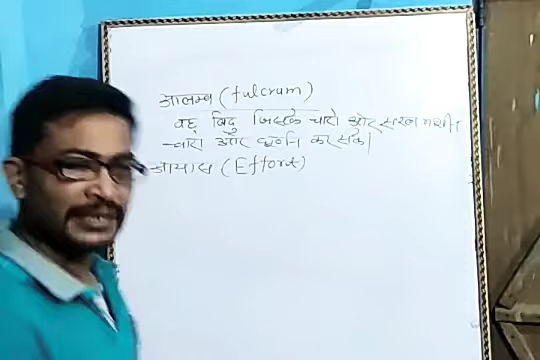 आलम्ब (fulcrum)
वह बिंदु जिसके चारो ओर सरल मशीन
चारो ओर घूर्णन कर सके।
आयास (Effort)